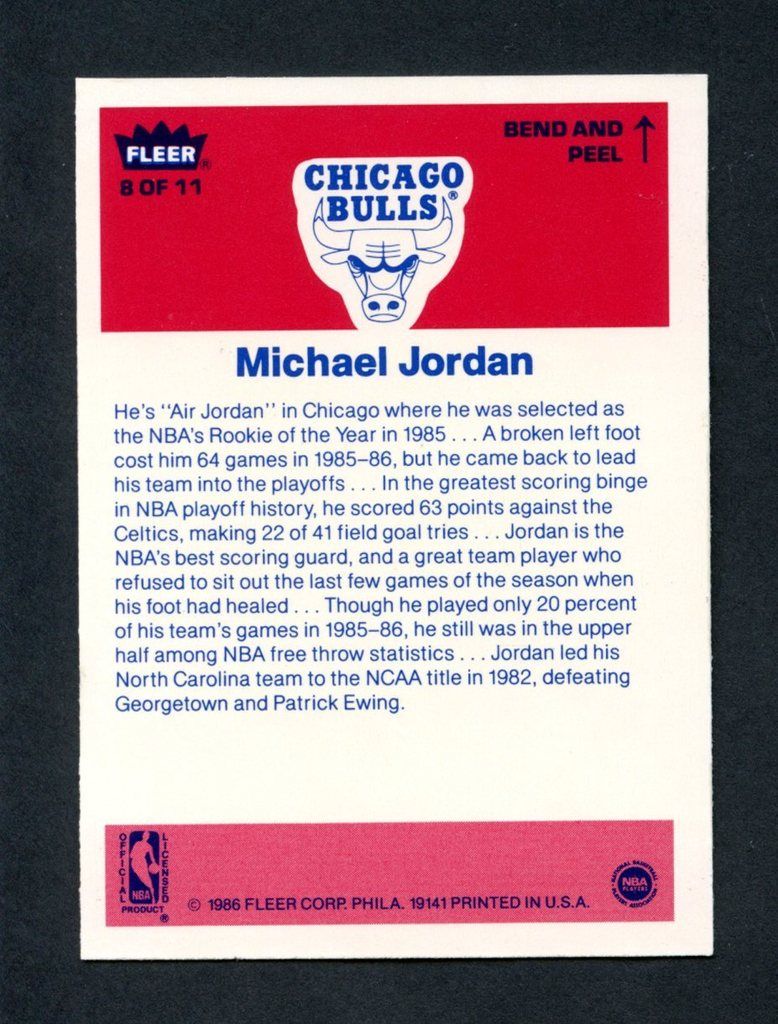 FLEER®
8 OF 11
BEND AND
PEEL
CHICAGO
BULLS®
Michael Jordan
He's "Air Jordan" in Chicago where he was selected as
the NBA's Rookie of the Year in 1985 . . . A broken left foot
cost him 64 games in 1985–86, but he came back to lead
his team into the playoffs . . . In the greatest scoring binge
in NBA playoff history, he scored 63 points against the
Celtics, making 22 of 41 field goal tries . . . Jordan is the
NBA's best scoring guard, and a great team player who
refused to sit out the last few games of the season when
his foot had healed . . . Though he played only 20 percent
of his team's games in 1985–86, he still was in the upper
half among NBA free throw statistics . . . Jordan led his
North Carolina team to the NCAA title in 1982, defeating
Georgetown and Patrick Ewing.
OFFICIAL
LICENSED
NBA
PRODUCT®
© 1986 FLEER CORP. PHILA. 19141 PRINTED IN U.S.A.
NATIONAL BASKETBALL
NBA
PLAYERS
PLAYERS ASSOCIATION